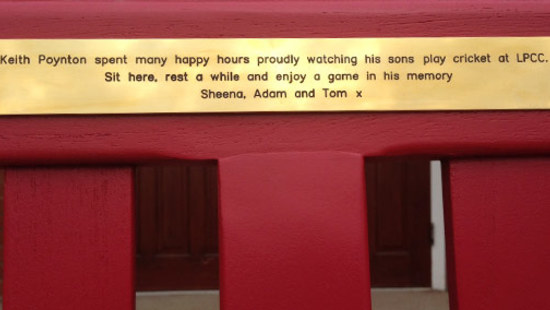 Keith Poynton spent many happy hours proudly watching his sons play cricket at LPCC.
Sit here, rest a while and enjoy a game in his memory
Sheena, Adam and Tom x